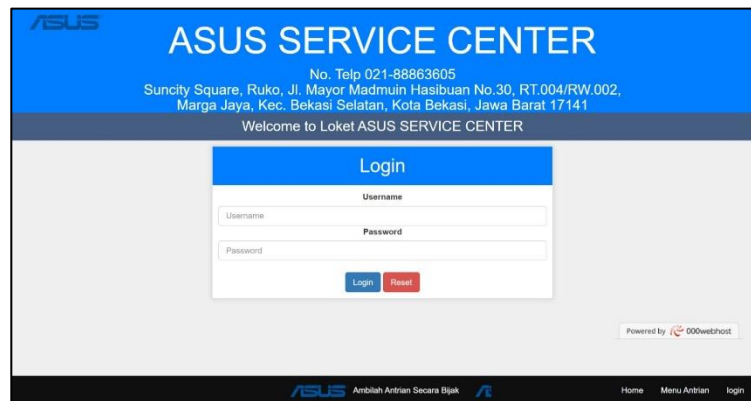 ASUS
ASUS SERVICE CENTER
No. Telp 021-88863605
Suncity Square, Ruko, Jl. Mayor Madmuin Hasibuan No.30, RT.004/RW.002,
Marga Jaya, Kec. Bekasi Selatan, Kota Bekasi, Jawa Barat 17141
Welcome to Loket ASUS SERVICE CENTER
Login
Username
Username
Password
Password
Login Reset
Powered by 000webhost
ASUS Ambilah Antrian Secara Bijak Home Menu Antrian login